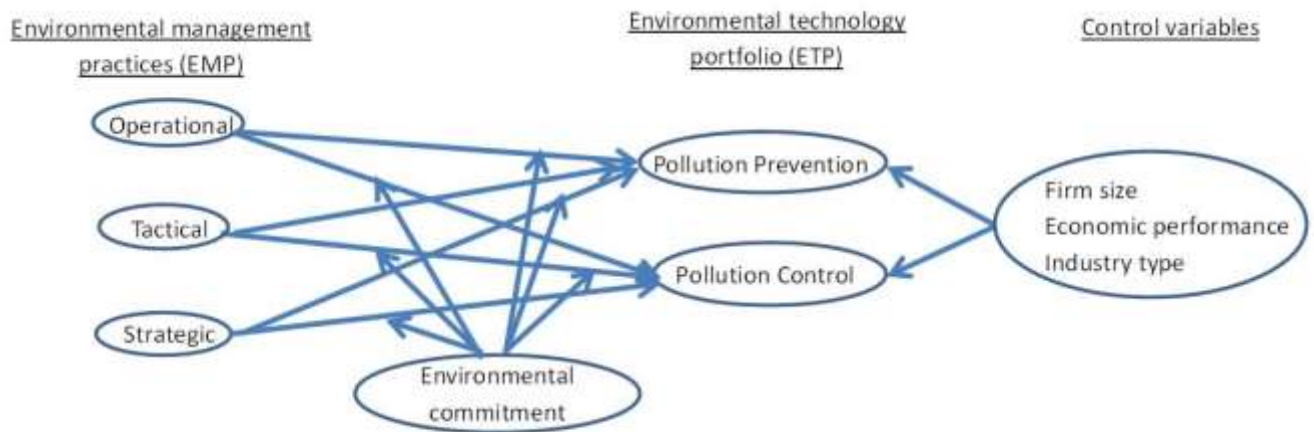 Environmental management
practices (EMP)
Environmental technology
portfolio (ETP)
Control variables
Operational
Tactical
Strategic
Pollution Prevention
Pollution Control
Environmental
commitment
Firm size
Economic performance
Industry type